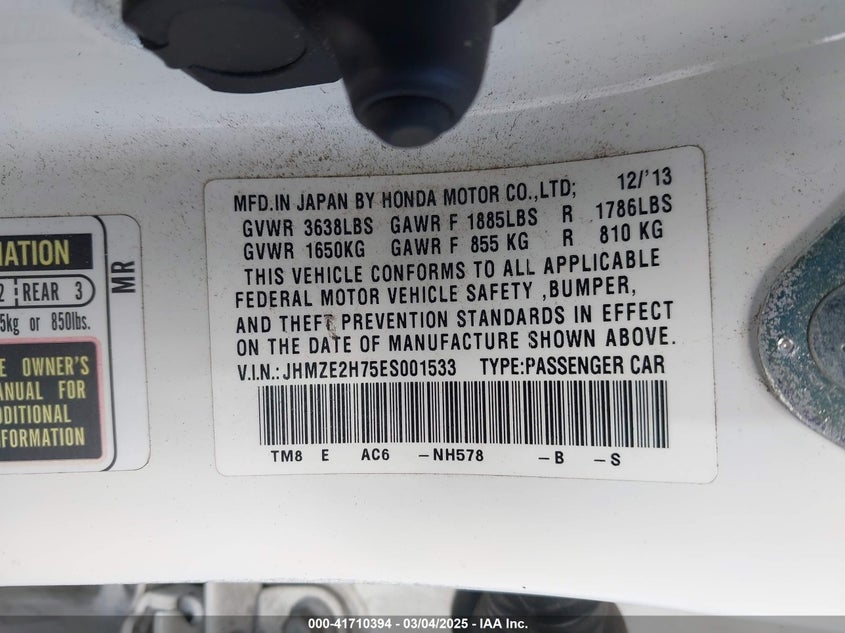 MFD.IN JAPAN BY HONDA MOTOR CO.,LTD; 12/'13
GVWR 3638LBS GAWR F 1885LBS R 1786LBS
GVWR 1650KG GAWR F 855 KG R 810 KG
THIS VEHICLE CONFORMS TO ALL APPLICABLE
FEDERAL MOTOR VEHICLE SAFETY ,BUMPER,
AND THEFT PREVENTION STANDARDS IN EFFECT
ON THE DATE OF MANUFACTURE SHOWN ABOVE.
V.I.N.: JHMZE2H75ES001533 TYPE:PASSENGER CAR
TM8 E AC6 -NH578 -B -S
MATION
2 REAR 3
5kg or 850lbs.
MR
E OWNER'S
ANUAL FOR
DDITIONAL
FORMATION
000-41710394 - 03/04/2025 - IAA Inc.